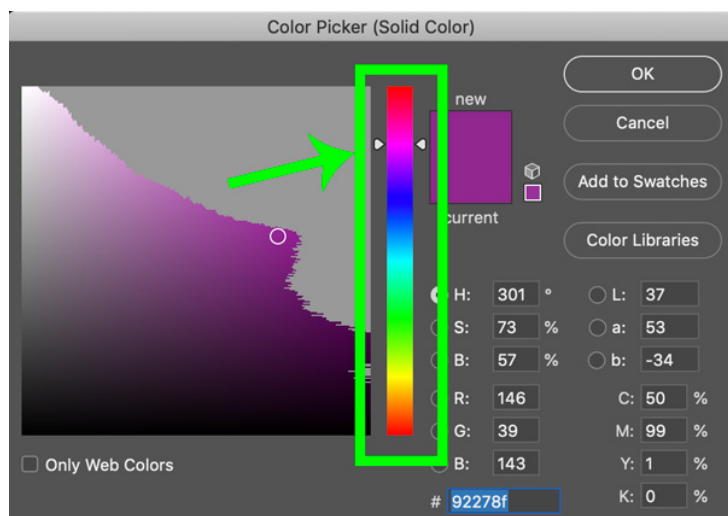 Color Picker (Solid Color)
new
current
OK
Cancel
Add to Swatches
Color Libraries
H: 301 °
S: 73 %
B: 57 %
R: 146
G: 39
B: 143
# 92278f
L: 37
a: 53
b: -34
C: 50 %
M: 99 %
Y: 1 %
K: 0 %
Only Web Colors